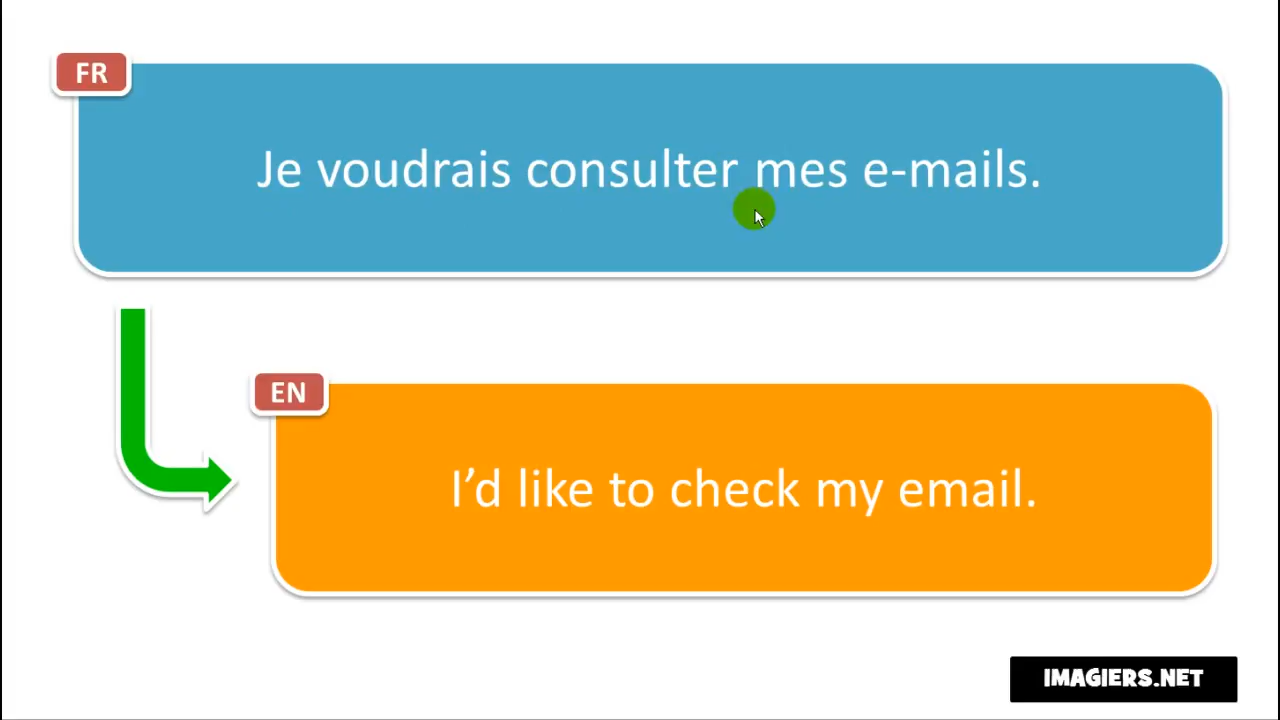 FR
Je voudrais consulter mes e-mails.
EN
I’d like to check my email.
IMAGIERS.NET